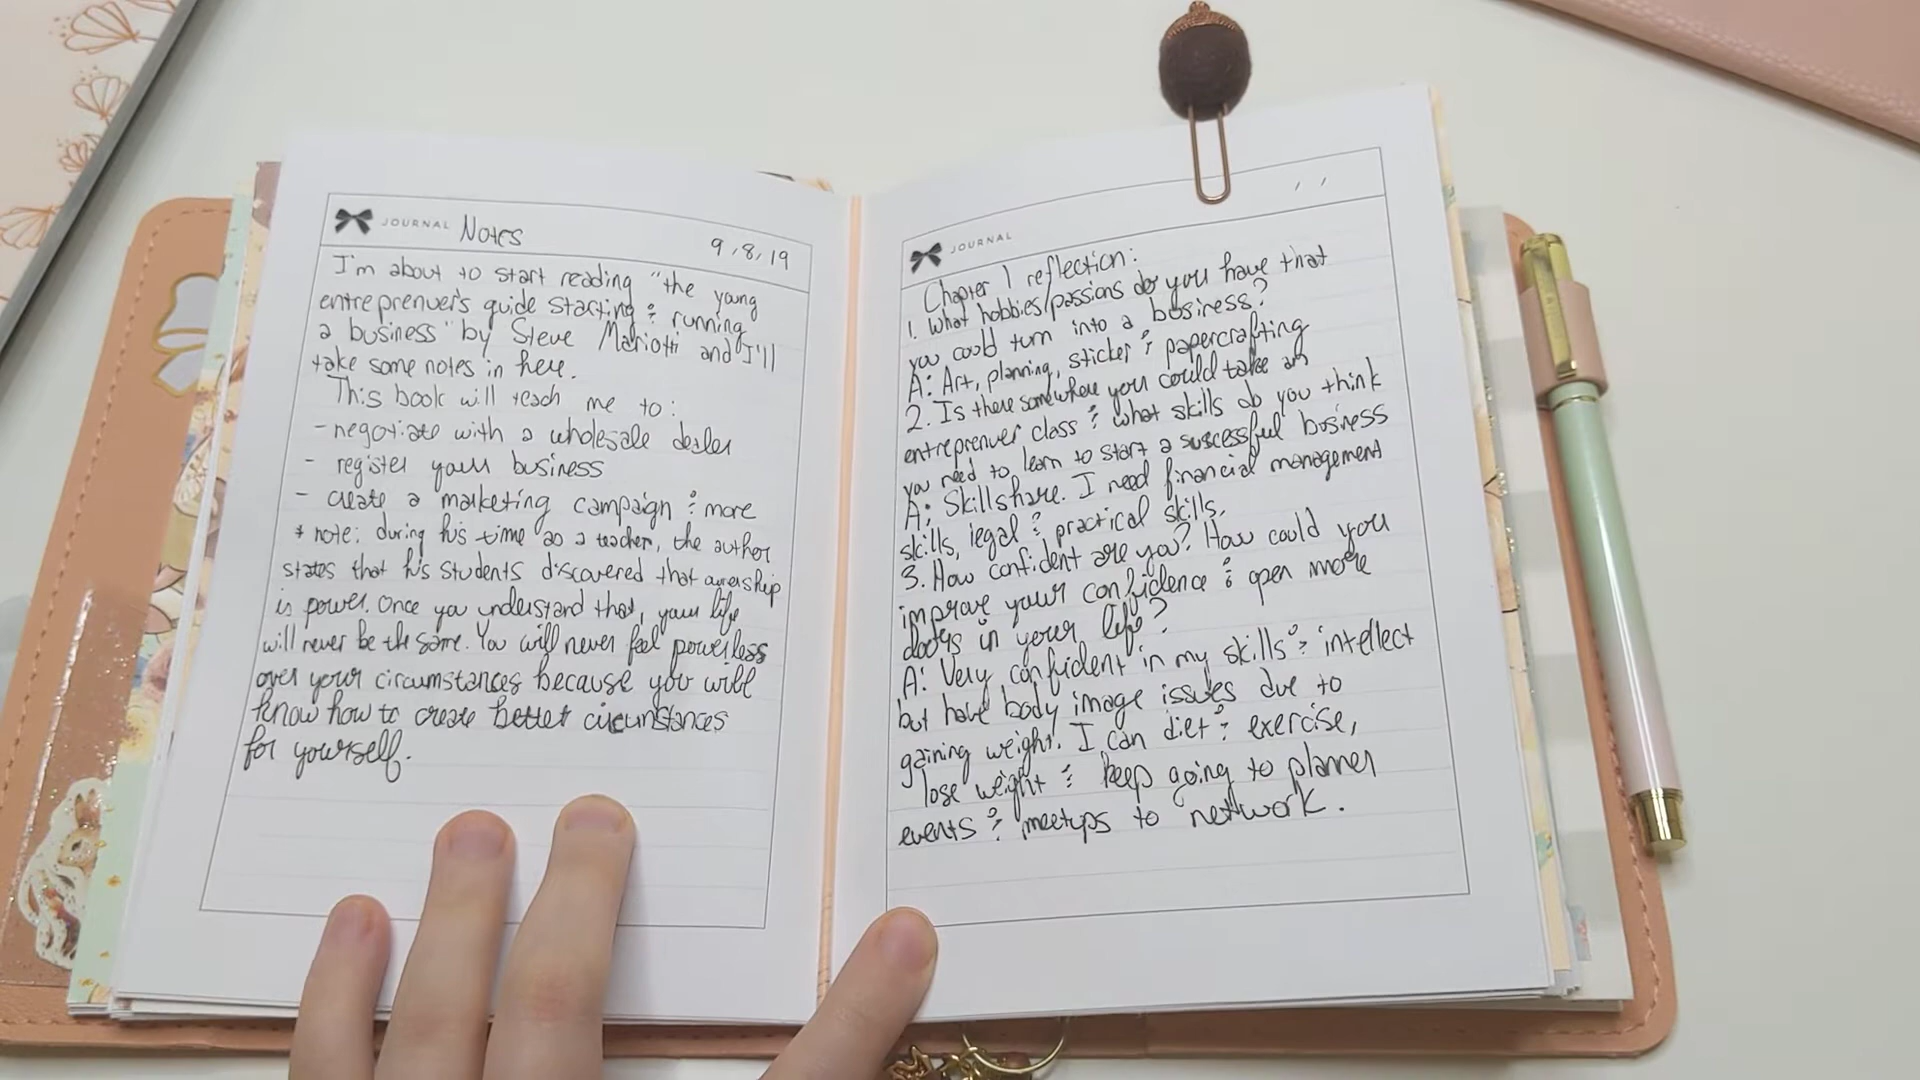 JOURNAL Notes
9/8/19
I'm about to start reading "the young
entreprenuer's guide starting & running
a business" by Steve Mariotti and I'll
take some notes in here.
This book will teach me to:
- negotiate with a wholesale dealer
- register your business
- create a marketing campaign & more
* note: during his time as a teacher, the author
states that his students discovered that ownership
is power. Once you understand that, your life
will never be the same. You will never feel powerless
over your circumstances because you will
know how to create better circumstances
for yourself.
JOURNAL / /
Chapter 1 reflection:
1. What hobbies/passions do you have that
you could turn into a business?
A: Art, planning, sticker & papercrafting
2. Is there somewhere you could take an
entreprenuer class & what skills do you think
you need to learn to start a successful business
A: Skillshare. I need financial management
skills, legal & practical skills.
3. How confident are you? How could you
improve your confidence & open more
doors in your life?
A: Very confident in my skills & intellect
but have body image issues due to
gaining weight. I can diet & exercise,
lose weight & keep going to planner
events & meetups to network.